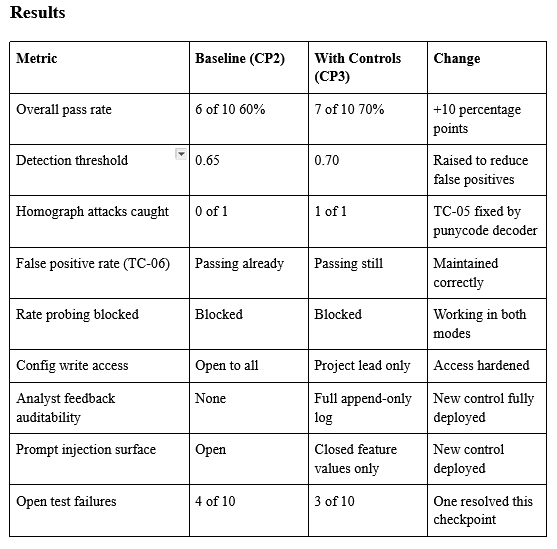 Results
Metric
Baseline (CP2)
With Controls
(CP3)
Change
Overall pass rate
6 of 10 60%
7 of 10 70%
+10 percentage
points
Detection threshold
0.65
0.70
Raised to reduce
false positives
Homograph attacks caught
0 of 1
1 of 1
TC-05 fixed by
punycode decoder
False positive rate (TC-06)
Passing already
Passing still
Maintained
correctly
Rate probing blocked
Blocked
Blocked
Working in both
modes
Config write access
Open to all
Project lead only
Access hardened
Analyst feedback
auditability
None
Full append-only
log
New control fully
deployed
Prompt injection surface
Open
Closed feature
values only
New control
deployed
Open test failures
4 of 10
3 of 10
One resolved this
checkpoint